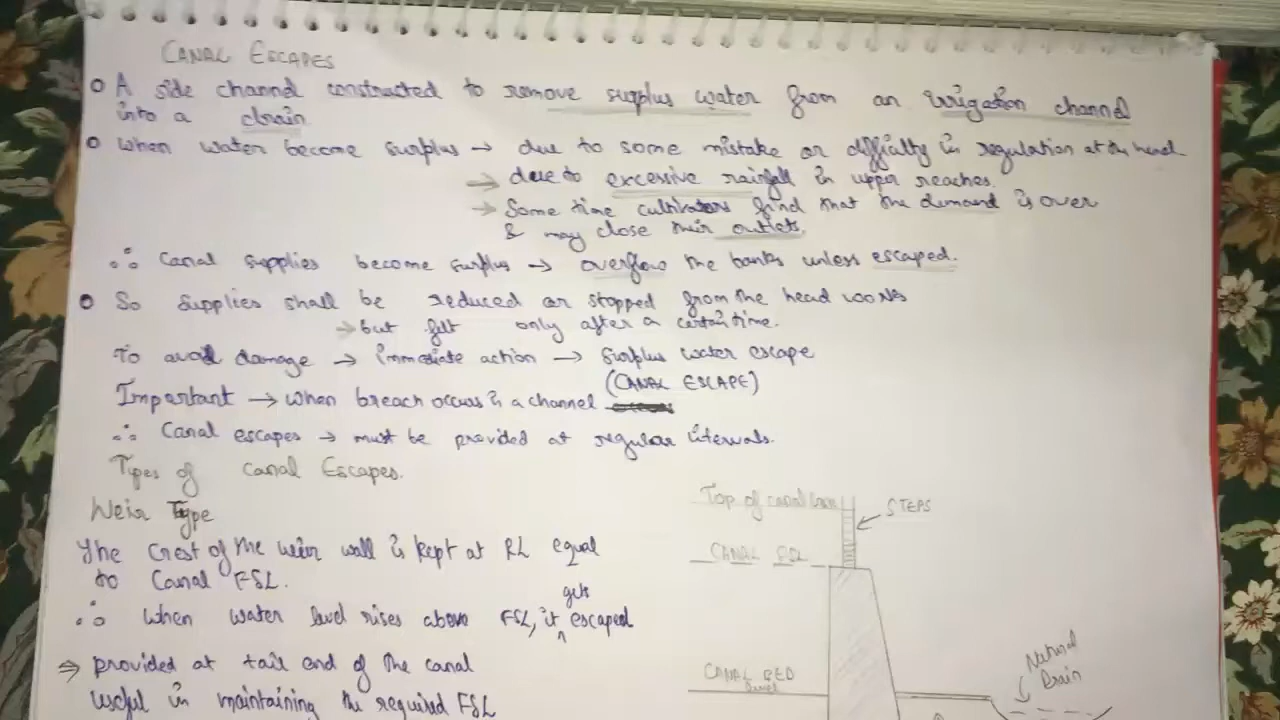 CANAL ESCAPES
A side channel constructed to remove surplus water from an irrigation channel
into a drain
When water become surplus → due to some mistake or difficulty in regulation at the head
⇒ due to excessive rainfall in upper reaches.
→ Some time cultivators find that the demand is over
& may close their outlets.
∴ Canal supplies become surplus → overflow the banks unless escaped.
So supplies shall be reduced or stopped from the head works
→ but felt only after a certain time.
To avoid damage → immediate action → surplus water escape
(CANAL ESCAPE)
Important → when breach occurs in a channel
∴ Canal escapes → must be provided at regular intervals.
Types of Canal Escapes.
Weir Type
The crest of the weir wall is kept at RL equal
to Canal FSL.
∴ When water level rises above FSL, it gets escaped
⇒ provided at tail end of the canal
Useful in maintaining the required FSL
Top of canal
STEPS
CANAL FSL
CANAL BED
level
Natural
Drain